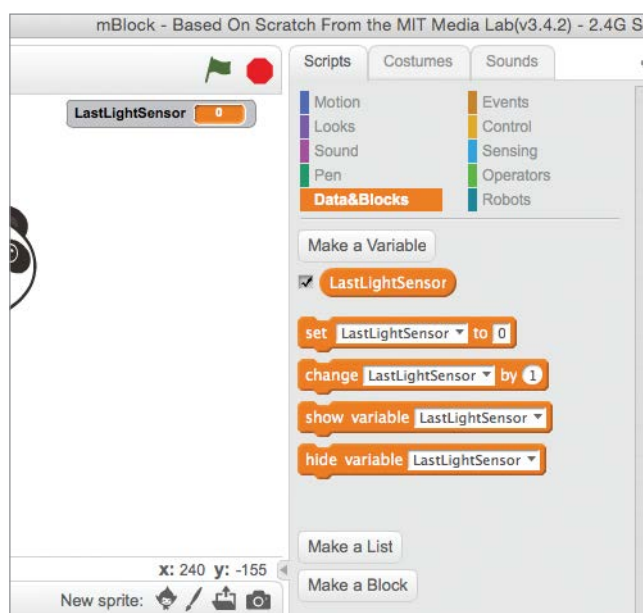 mBlock - Based On Scratch From the MIT Media Lab(v3.4.2) - 2.4G S
LastLightSensor 0
Scripts Costumes Sounds
Motion Events
Looks Control
Sound Sensing
Pen Operators
Data&Blocks Robots
Make a Variable
LastLightSensor
set LastLightSensor to 0
change LastLightSensor by 1
show variable LastLightSensor
hide variable LastLightSensor
Make a List
Make a Block
x: 240 y: -155
New sprite: